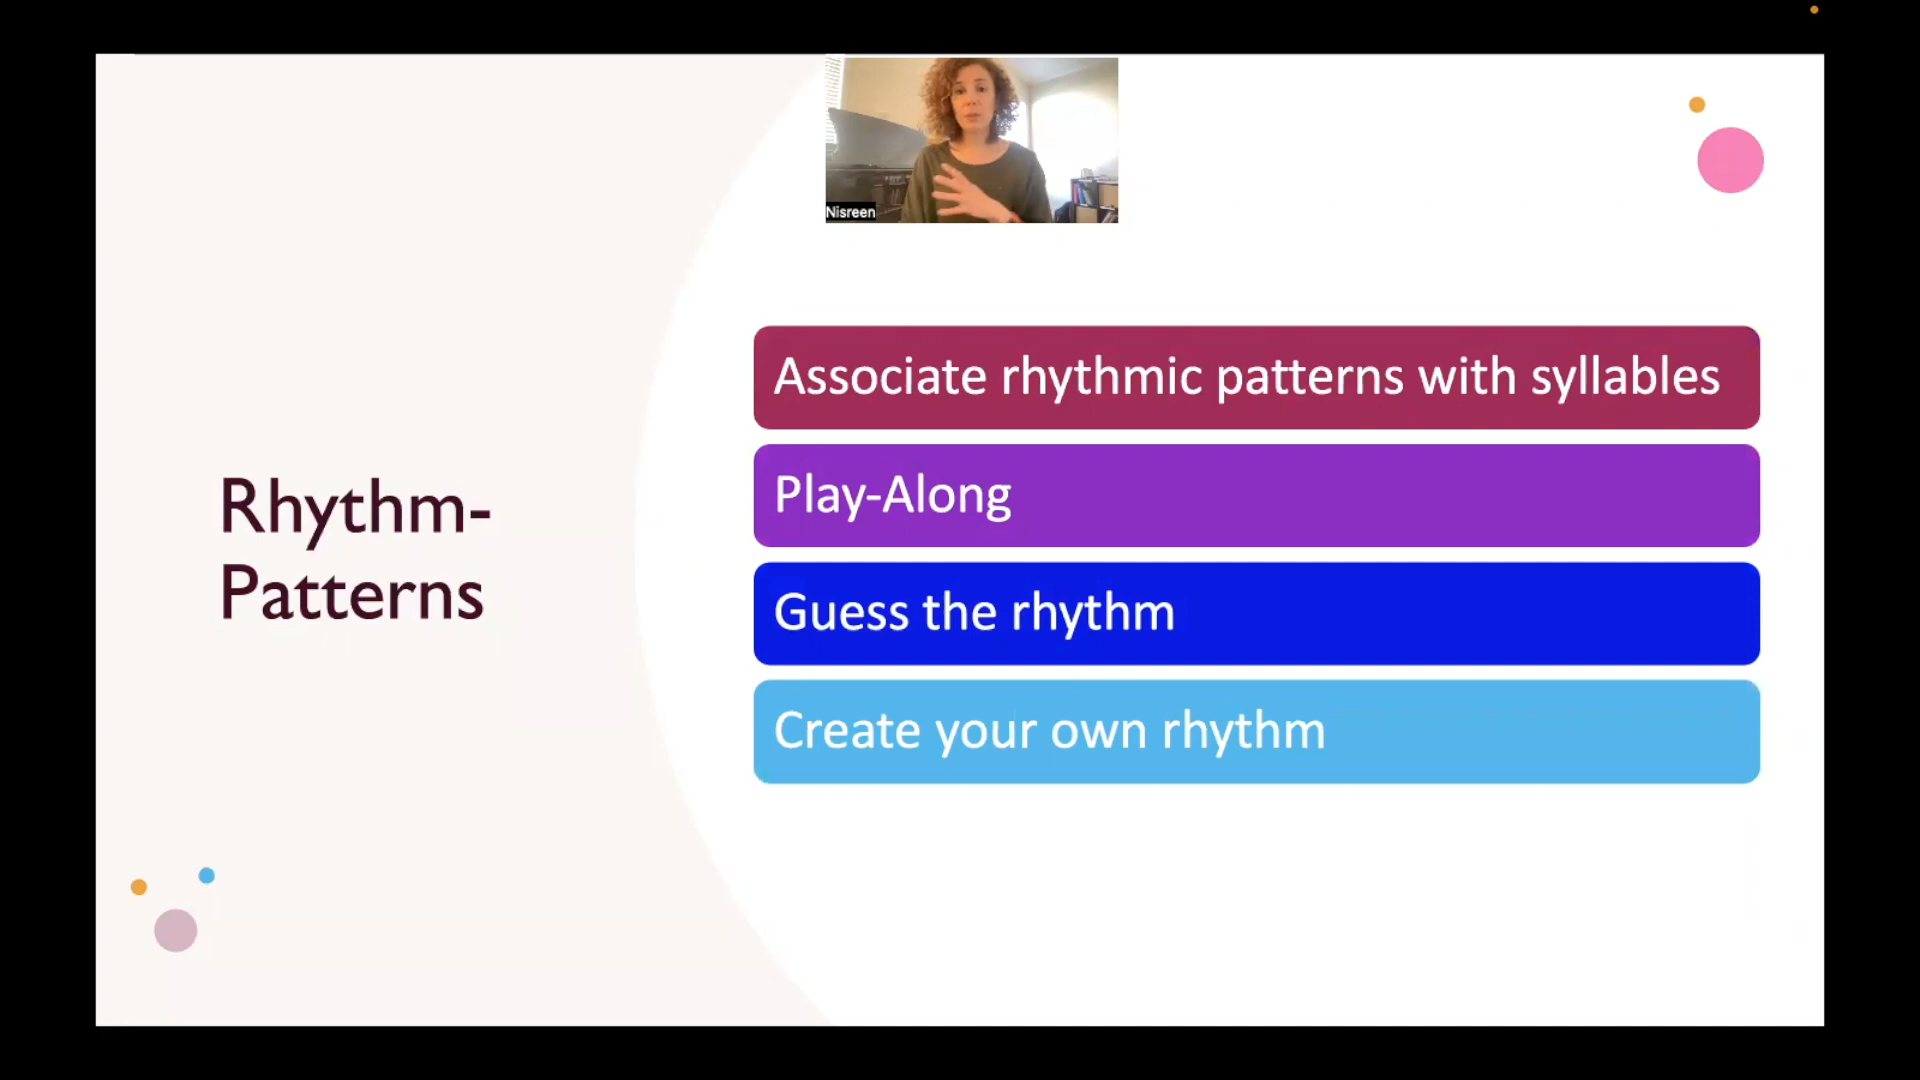 Nisreen
Rhythm-
Patterns
Associate rhythmic patterns with syllables
Play-Along
Guess the rhythm
Create your own rhythm